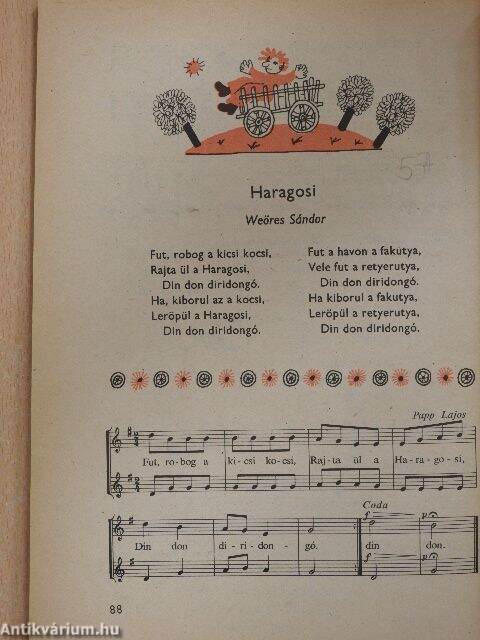 57
Haragosi
Weöres Sándor
Fut, robog a kicsi kocsi,
Rajta ül a Haragosi,
Din don diridongó.
Ha, kiborul az a kocsi,
Leröpül a Haragosi,
Din don diridongó.
Fut a havon a fakutya,
Vele fut a retyerutya,
Din don diridongó.
Ha kiborul a fakutya,
Leröpül a retyerutya,
Din don diridongó.
Papp Lajos
Fut, ro-bog a ki-csi ko-csi, Raj-ta ül a Ha-ra-go-si,
Coda
f p
Din don di-ri-don-gó. din don.
f p
88
Antikvárium.hu